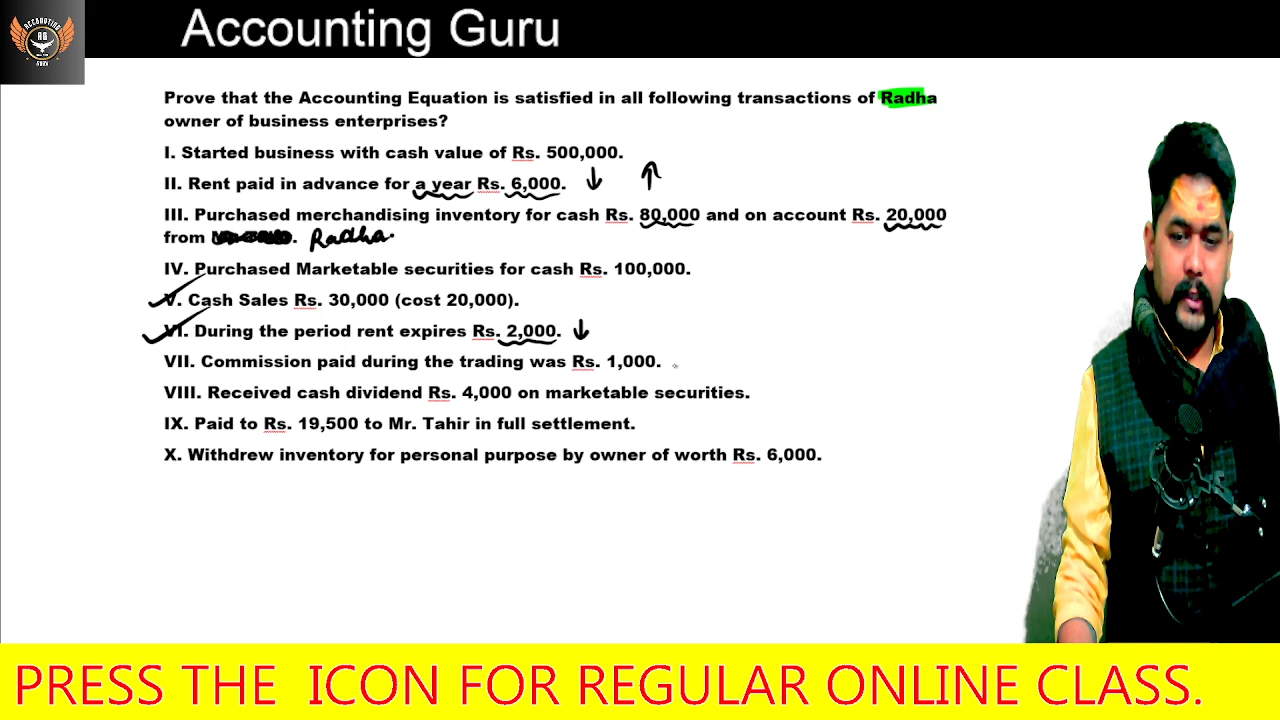 Accounting Guru
ACCOUNTING
AG
GURU
Prove that the Accounting Equation is satisfied in all following transactions of Radha
owner of business enterprises?
I. Started business with cash value of Rs. 500,000.
II. Rent paid in advance for a year Rs. 6,000.
III. Purchased merchandising inventory for cash Rs. 80,000 and on account Rs. 20,000
from . Radha.
IV. Purchased Marketable securities for cash Rs. 100,000.
V. Cash Sales Rs. 30,000 (cost 20,000).
VI. During the period rent expires Rs. 2,000.
VII. Commission paid during the trading was Rs. 1,000.
VIII. Received cash dividend Rs. 4,000 on marketable securities.
IX. Paid to Rs. 19,500 to Mr. Tahir in full settlement.
X. Withdrew inventory for personal purpose by owner of worth Rs. 6,000.
PRESS THE ICON FOR REGULAR ONLINE CLASS.